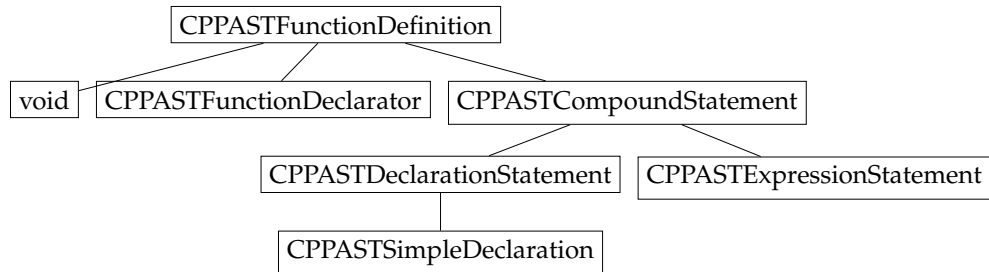 CPPASTFunctionDefinition
void
CPPASTFunctionDeclarator
CPPASTCompoundStatement
CPPASTDeclarationStatement
CPPASTExpressionStatement
CPPASTSimpleDeclaration